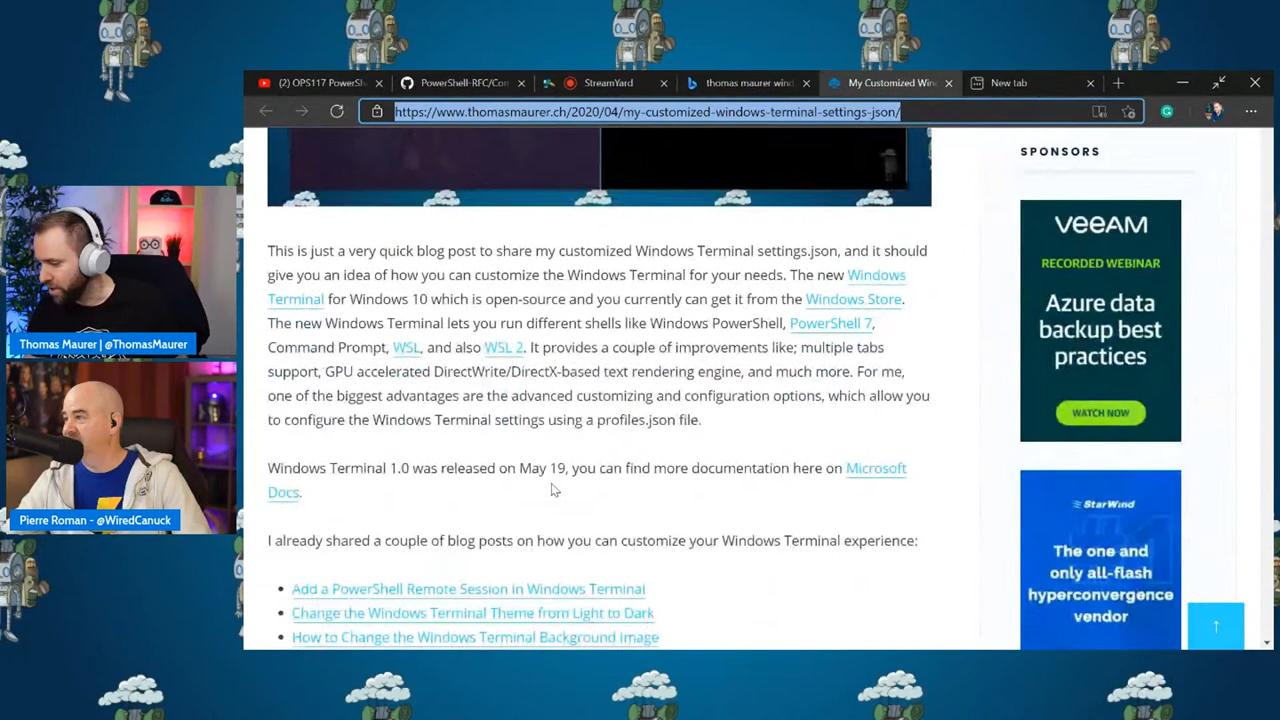 (2) OPS117 PowerShe
PowerShell-RFC/Con
StreamYard
thomas maurer wind
My Customized Win
New tab
https://www.thomasmaurer.ch/2020/04/my-customized-windows-terminal-settings-json/
This is just a very quick blog post to share my customized Windows Terminal settings.json, and it should
give you an idea of how you can customize the Windows Terminal for your needs. The new Windows
Terminal for Windows 10 which is open-source and you currently can get it from the Windows Store.
The new Windows Terminal lets you run different shells like Windows PowerShell, PowerShell 7,
Command Prompt, WSL, and also WSL 2. It provides a couple of improvements like; multiple tabs
support, GPU accelerated DirectWrite/DirectX-based text rendering engine, and much more. For me,
one of the biggest advantages are the advanced customizing and configuration options, which allow you
to configure the Windows Terminal settings using a profiles.json file.
Windows Terminal 1.0 was released on May 19, you can find more documentation here on Microsoft
Docs.
I already shared a couple of blog posts on how you can customize your Windows Terminal experience:
Add a PowerShell Remote Session in Windows Terminal
Change the Windows Terminal Theme from Light to Dark
How to Change the Windows Terminal Background Image
SPONSORS
veeAM
RECORDED WEBINAR
Azure data
backup best
practices
WATCH NOW
StarWind
The one and
only all-flash
hyperconvergence
vendor
Thomas Maurer | @ThomasMaurer
Pierre Roman - @WiredCanuck